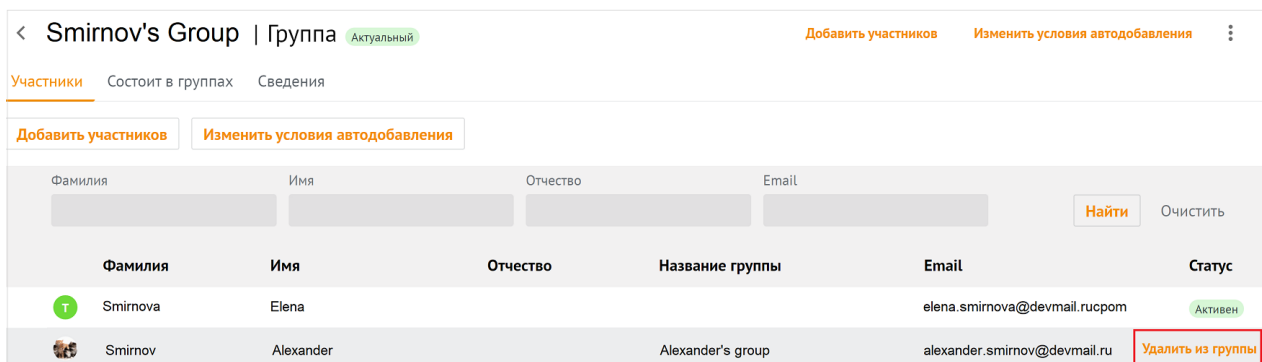 Smirnov's Group | Группа Актуальный Добавить участников Изменить условия автодобавления
Участники Состоит в группах Сведения
Добавить участников Изменить условия автодобавления
Фамилия Имя Отчество Email
Найти Очистить
Фамилия Имя Отчество Название группы Email Статус
T Smirnova Elena elena.smirnova@devmail.rucpom Активен
Smirnov Alexander Alexander's group alexander.smirnov@devmail.ru Удалить из группы